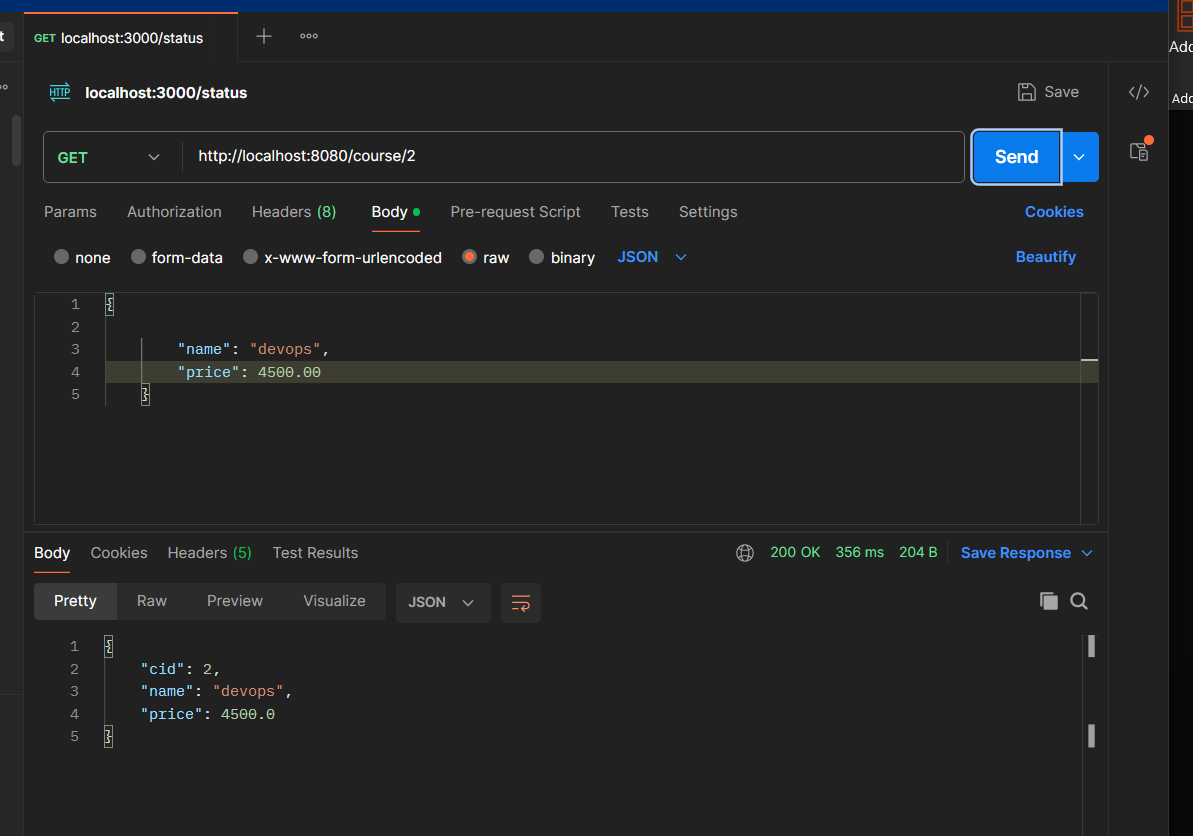 t
GET localhost:3000/status
HTTP localhost:3000/status
Save
</>
Add
Add
GET http://localhost:8080/course/2
Send
Params Authorization Headers (8) Body Pre-request Script Tests Settings Cookies
none form-data x-www-form-urlencoded raw binary JSON Beautify
1 {
2
3 "name": "devops",
4 "price": 4500.00
5 }
Body Cookies Headers (5) Test Results 200 OK 356 ms 204 B Save Response
Pretty Raw Preview Visualize JSON
1 {
2 "cid": 2,
3 "name": "devops",
4 "price": 4500.0
5 }